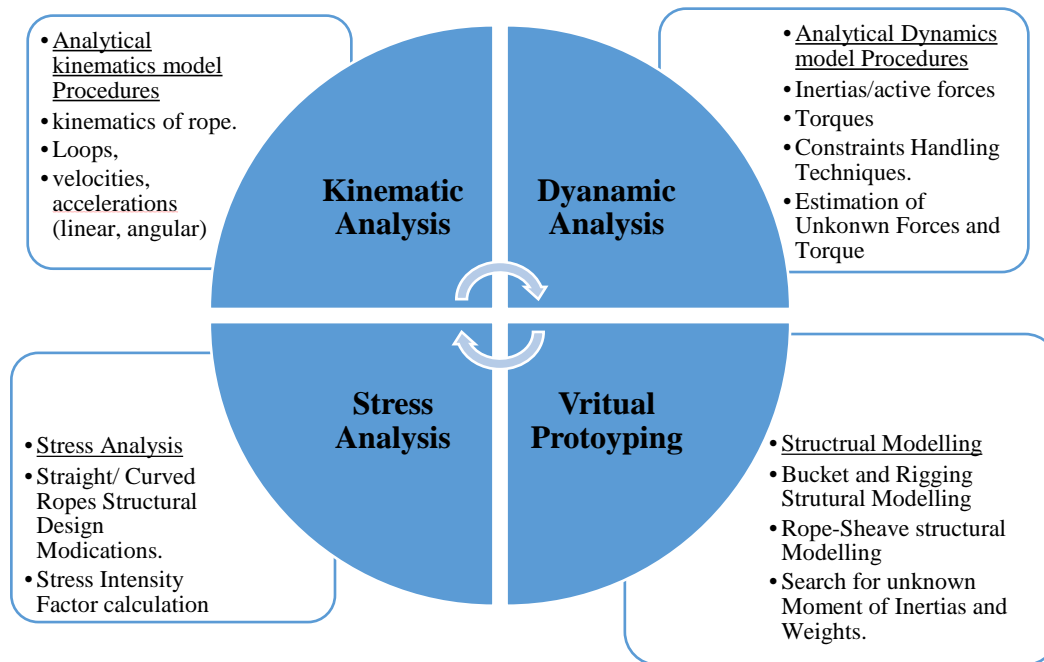 • Analytical
kinematics model
Procedures
• kinematics of rope.
• Loops,
• velocities,
accelerations
(linear, angular)
Kinematic
Analysis
Dyanamic
Analysis
• Analytical Dynamics
model Procedures
• Inertias/active forces
• Torques
• Constraints Handling
Techniques.
• Estimation of
Unkonwn Forces and
Torque
• Stress Analysis
• Straight/ Curved
Ropes Structural
Design
Modications.
• Stress Intensity
Factor calculation
Stress
Analysis
Vritual
Protoyping
• Structrual Modelling
• Bucket and Rigging
Strutural Modelling
• Rope-Sheave structural
Modelling
• Search for unknown
Moment of Inertias and
Weights.